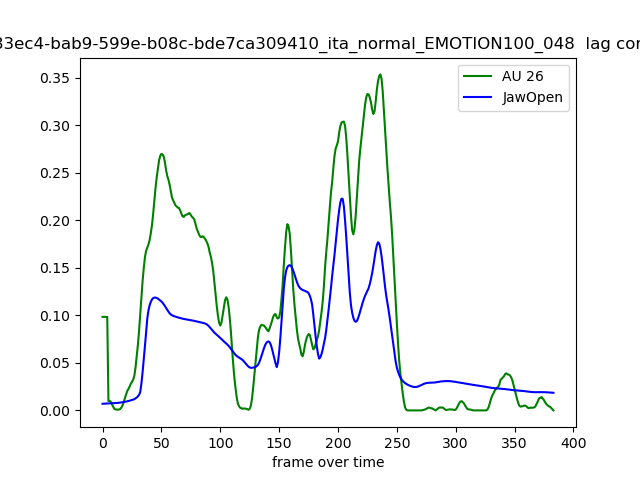 33ec4-bab9-599e-b08c-bde7ca309410_ita_normal_EMOTION100_048 lag cor
AU 26
JawOpen
0.35
0.30
0.25
0.20
0.15
0.10
0.05
0.00
0 50 100 150 200 250 300 350 400
frame over time